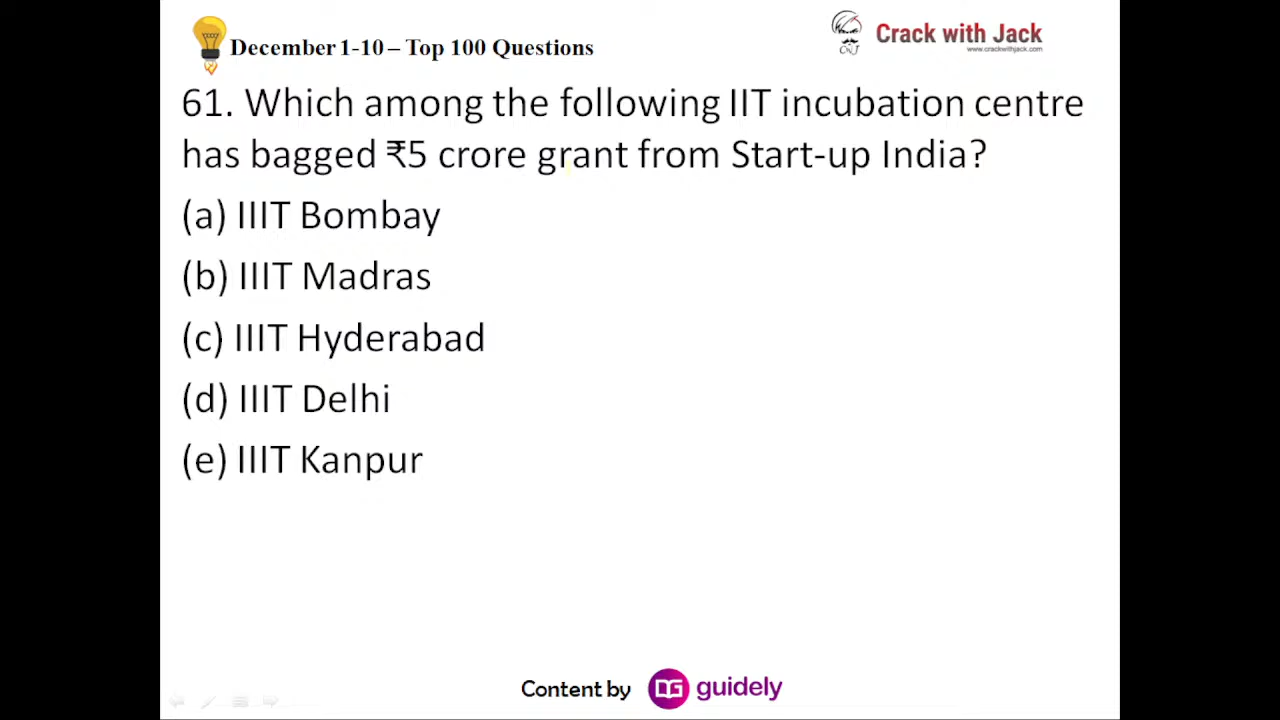 December 1-10 – Top 100 Questions
Crack with Jack
www.crackwithjack.com
CwJ
61. Which among the following IIT incubation centre
has bagged ₹5 crore grant from Start-up India?
(a) IIIT Bombay
(b) IIIT Madras
(c) IIIT Hyderabad
(d) IIIT Delhi
(e) IIIT Kanpur
Content by DG guidely